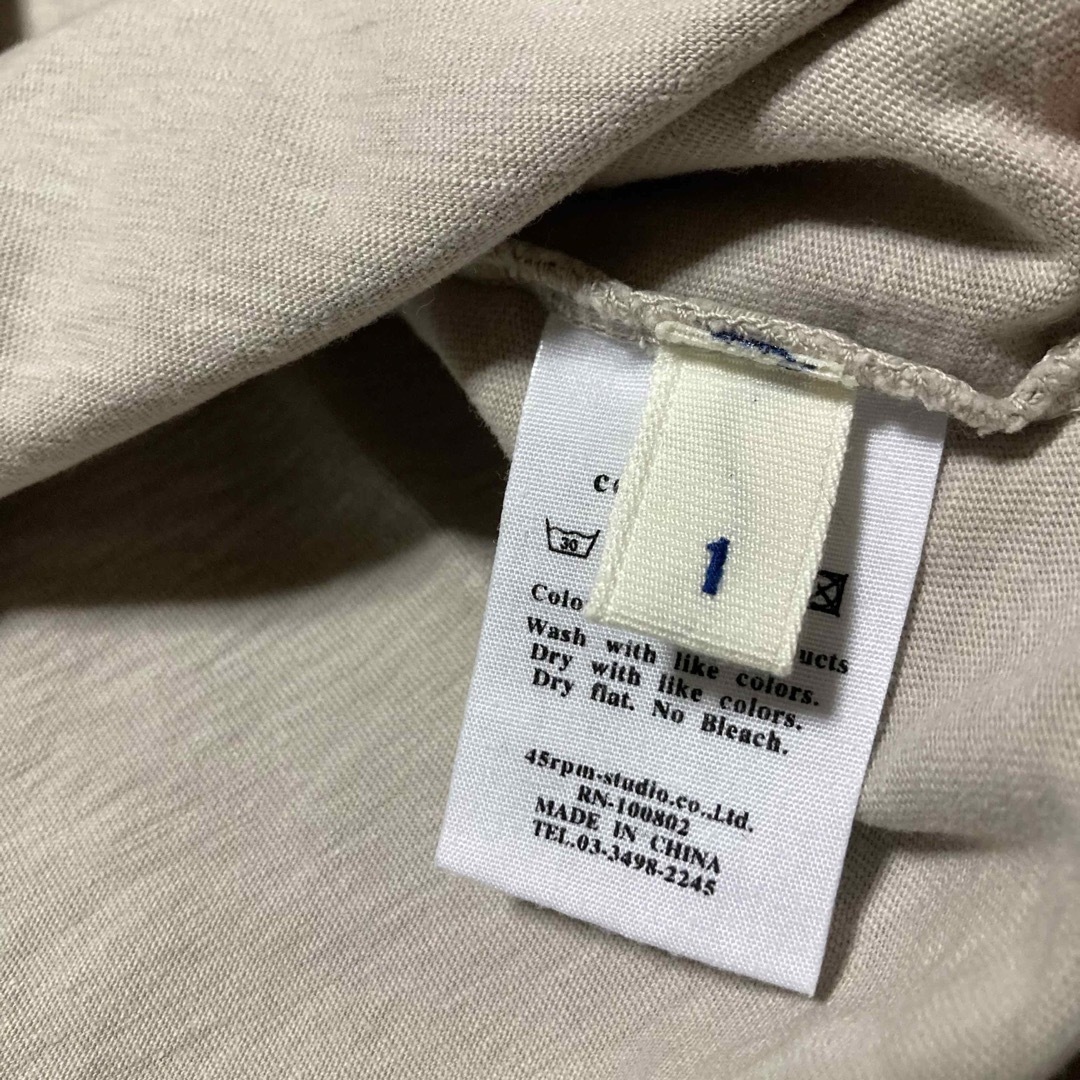 1
30
Wash with
like colors.
Dry with like colors.
Dry flat. No Bleach.
45rpm-studio.co.,Ltd.
RN-100802
MADE IN CHINA
TEL.03-3498-2245